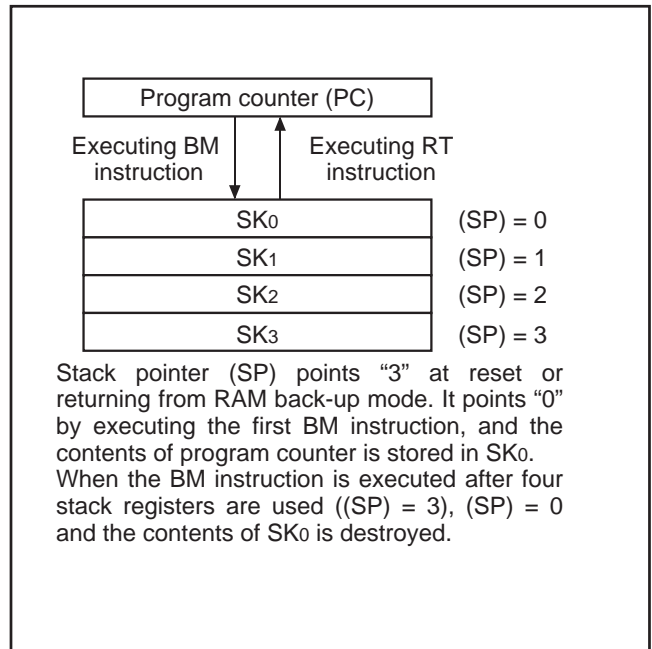 Program counter (PC)
Executing BM instruction
Executing RT instruction
SK0 (SP) = 0
SK1 (SP) = 1
SK2 (SP) = 2
SK3 (SP) = 3
Stack pointer (SP) points “3” at reset or
returning from RAM back-up mode. It points “0”
by executing the first BM instruction, and the
contents of program counter is stored in SK0.
When the BM instruction is executed after four
stack registers are used ((SP) = 3), (SP) = 0
and the contents of SK0 is destroyed.